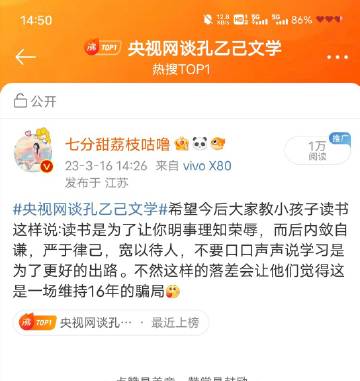 14:50
12.8 KB/s
5G
5G
86%
沸 TOP1
央视网谈孔乙己文学
热搜TOP1
公开
七分甜荔枝咕噜
23-3-16 14:26 来自 vivo X80
发布于 江苏
推广
1万
阅读
#央视网谈孔乙己文学#希望今后大家教小孩子读书
这样说:读书是为了让你明事理知荣辱，而后内敛自
谦，严于律己，宽以待人，不要口口声声说学习是
为了更好的出路。不然这样的落差会让他们觉得这
是一场维持16年的骗局
沸 TOP1 央视网谈孔··· · 最近上榜